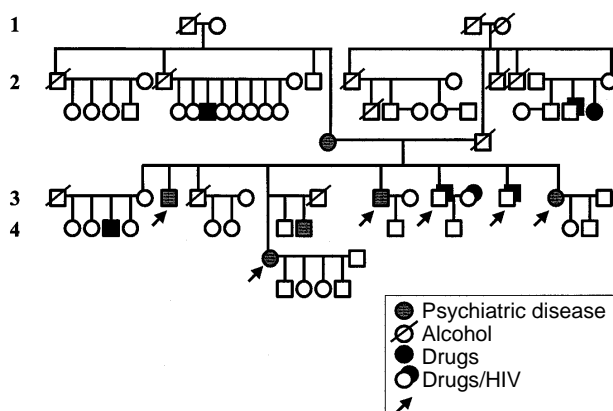 1
2
3
4
Psychiatric disease
Alcohol
Drugs
Drugs/HIV